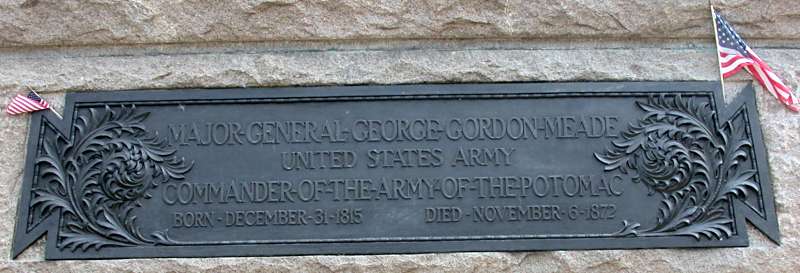 MAJOR-GENERAL-GEORGE-GORDON-MEADE
UNITED STATES ARMY
COMMANDER-OF-THE-ARMY-OF-THE-POTOMAC
BORN-DECEMBER-31-1815 DIED-NOVEMBER-6-1872